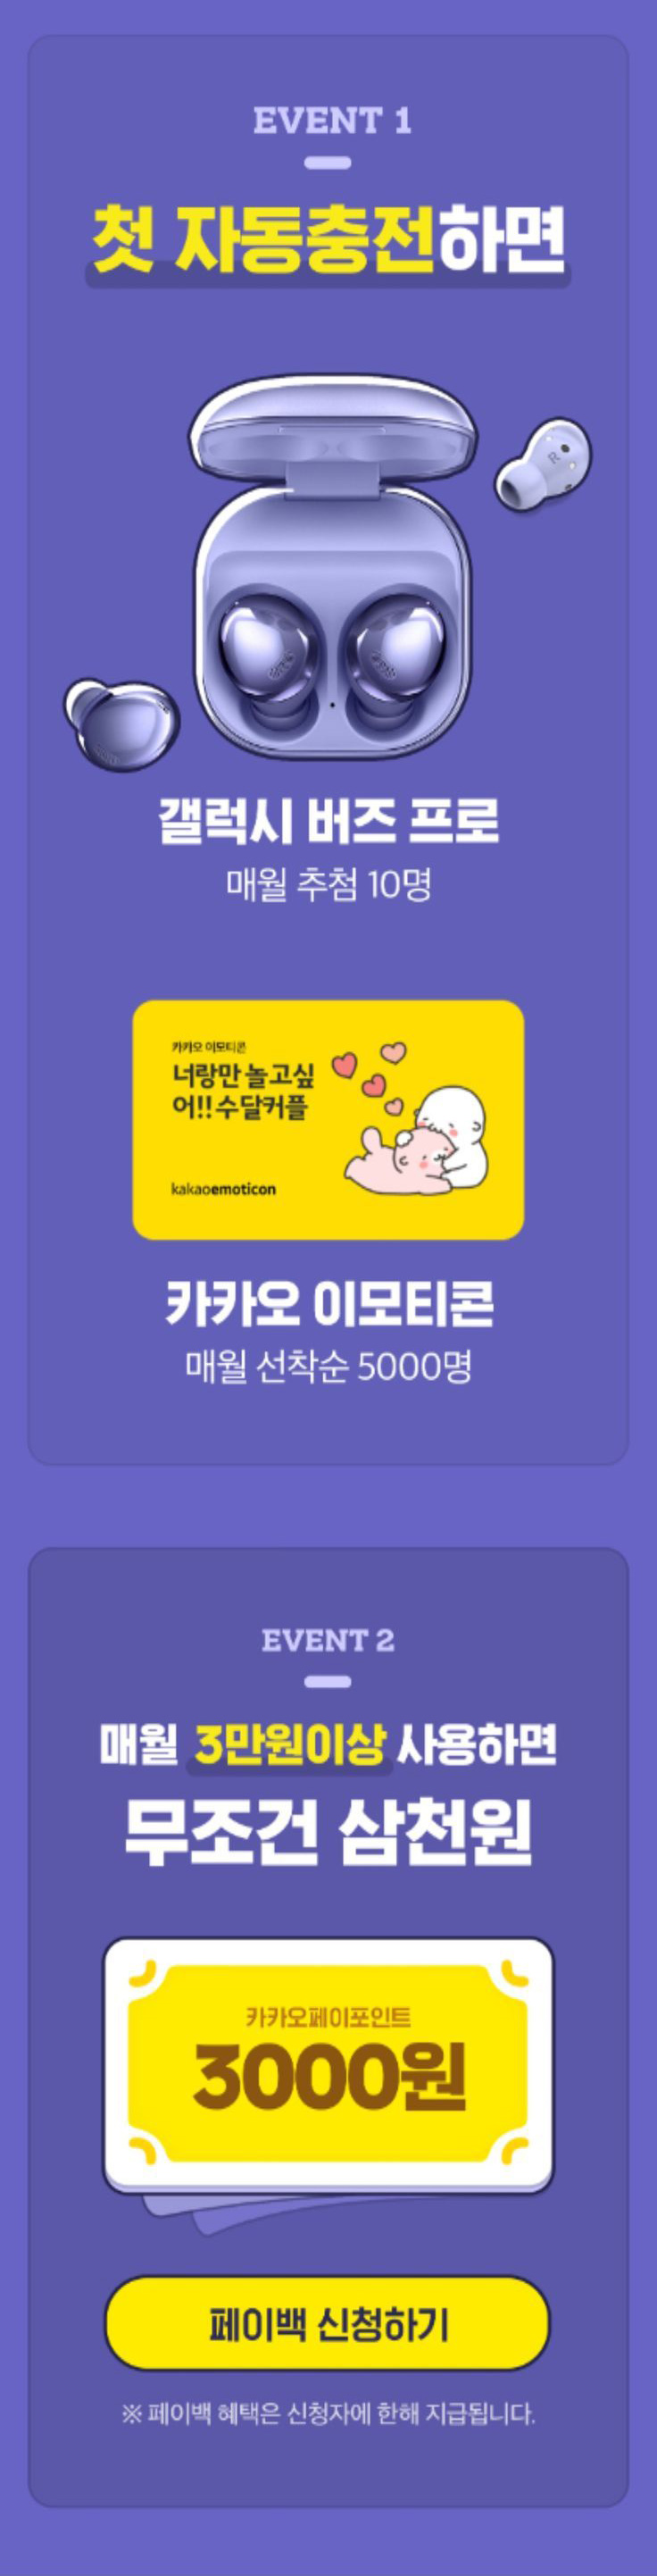 EVENT 1
첫 자동충전하면
R
갤럭시 버즈 프로
매월 추첨 10명
카카오 이모티콘
너랑만 놀고싶
어!! 수달커플
kakaoemoticon
카카오 이모티콘
매월 선착순 5000명
EVENT 2
매월 3만원이상 사용하면
무조건 삼천원
카카오페이포인트
3000원
페이백 신청하기
※ 페이백 혜택은 신청자에 한해 지급됩니다.